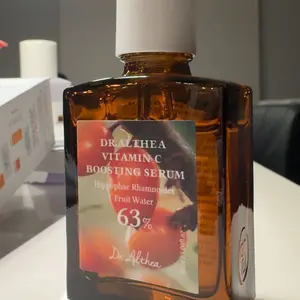 DR.ALTHEA
VITAMIN C
BOOSTING SERUM
Hippophae Rhamnoides
Fruit Water
63%
Dr. Althea